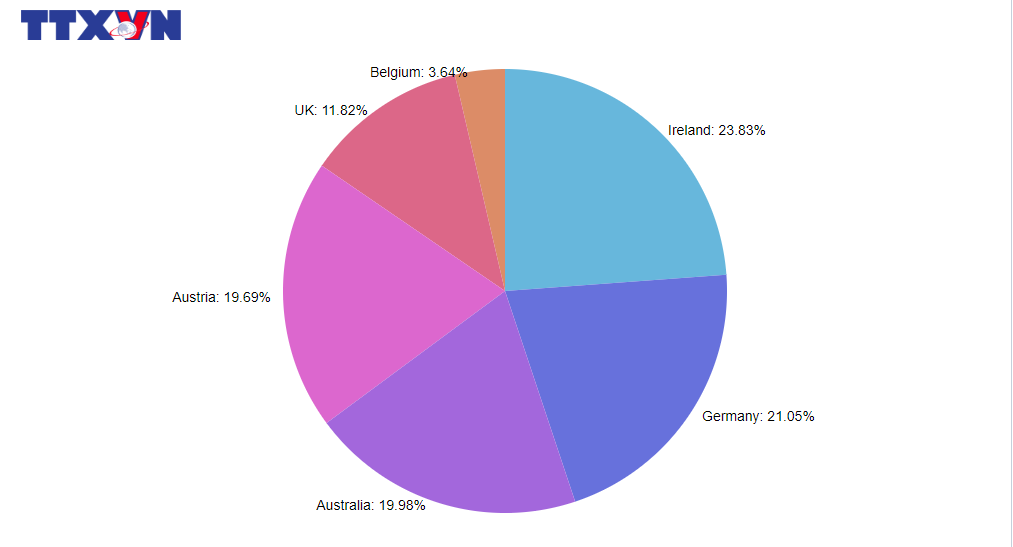 TTXVN
Belgium: 3.64%
UK: 11.82%
Ireland: 23.83%
Austria: 19.69%
Germany: 21.05%
Australia: 19.98%